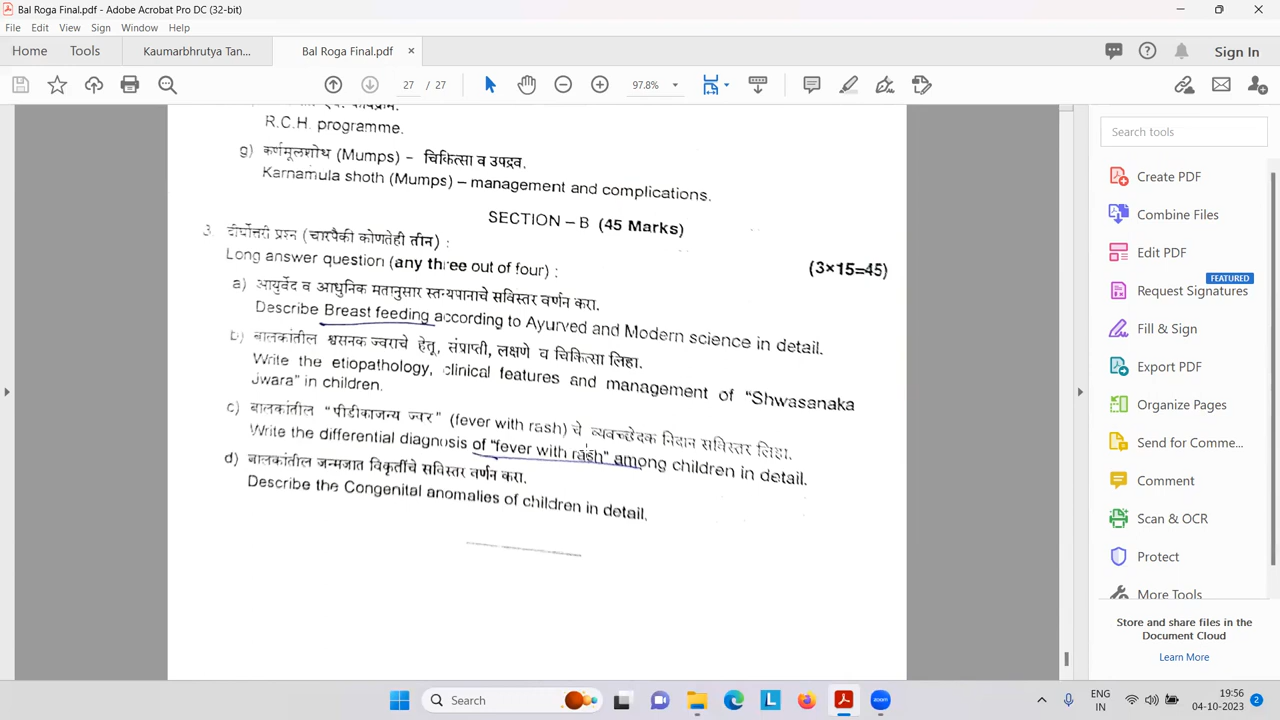 Bal Roga Final.pdf - Adobe Acrobat Pro DC (32-bit)
File Edit View Sign Window Help
Home Tools Kaumarbhrutya Tan... Bal Roga Final.pdf × Sign In
27 / 27 97.8%
R.C.H. programme.
g) कर्णमूलशोथ (Mumps) – चिकित्सा व उपद्रव.
Karnamula shoth (Mumps) – management and complications.
SECTION – B (45 Marks)
3. दीर्घोत्तरी प्रश्न (चारपैकी कोणतेही तीन) :
Long answer question (any three out of four) :
(3×15=45)
a) आयुर्वेद व आधुनिक मतानुसार स्तन्यपानाचे सविस्तर वर्णन करा.
Describe Breast feeding according to Ayurved and Modern science in detail.
b) बालकांतील श्वसनक ज्वराचे हेतू, संप्राप्ती, लक्षणे व चिकित्सा लिहा.
Write the etiopathology, clinical features and management of "Shwasanaka
Jwara" in children.
c) बालकांतील "पीडीकाजन्य ज्वर" (fever with rash) चे व्यवच्छेदक निदान सविस्तर लिहा.
Write the differential diagnosis of "fever with rash" among children in detail.
d) बालकांतील जन्मजात विकृतींचे सविस्तर वर्णन करा.
Describe the Congenital anomalies of children in detail.
Search tools
Create PDF
Combine Files
Edit PDF
FEATURED
Request Signatures
Fill & Sign
Export PDF
Organize Pages
Send for Comme...
Comment
Scan & OCR
Protect
More Tools
Store and share files in the
Document Cloud
Learn More
Search
ENG
IN
19:56
04-10-2023
2